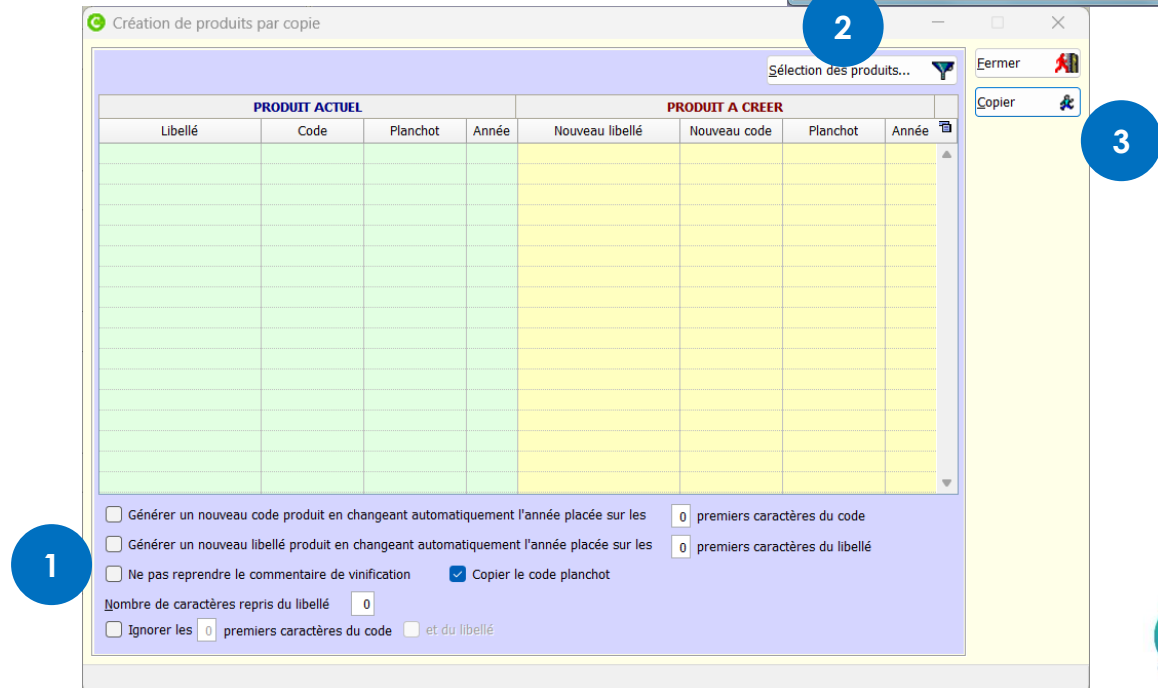 Création de produits par copie
2
Sélection des produits...
Fermer
Copier
3
PRODUIT ACTUEL PRODUIT A CREER
Libellé Code Planchot Année Nouveau libellé Nouveau code Planchot Année
Générer un nouveau code produit en changeant automatiquement l'année placée sur les 0 premiers caractères du code
Générer un nouveau libellé produit en changeant automatiquement l'année placée sur les 0 premiers caractères du libellé
1
Ne pas reprendre le commentaire de vinification Copier le code planchot
Nombre de caractères repris du libellé 0
Ignorer les 0 premiers caractères du code et du libellé